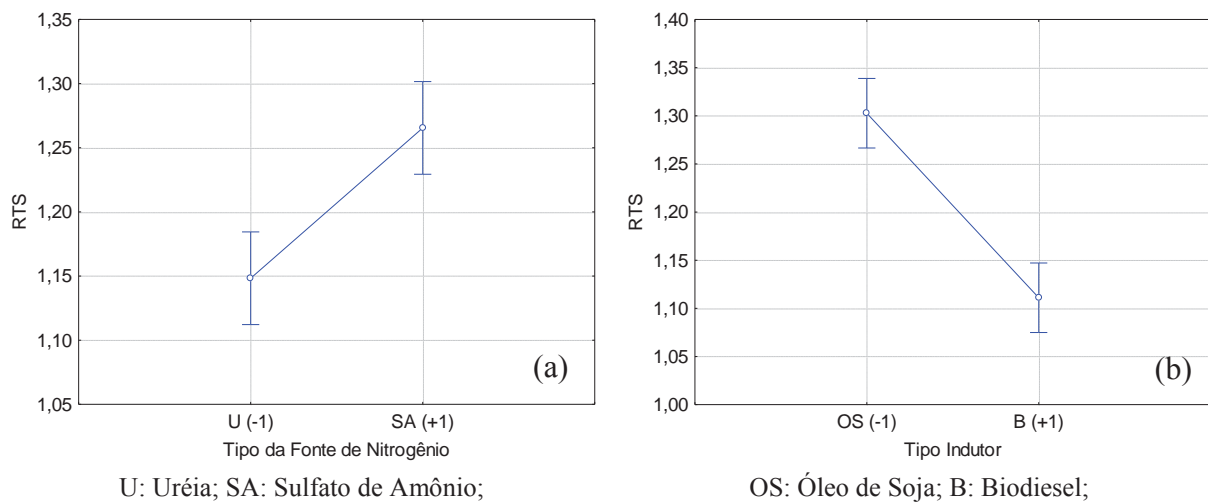 1,35
1,30
1,25
1,20
1,15
1,10
1,05
RTS
U (-1)
SA (+1)
Tipo da Fonte de Nitrogênio
(a)
U: Uréia; SA: Sulfato de Amônio;
1,40
1,35
1,30
1,25
1,20
1,15
1,10
1,05
1,00
RTS
OS (-1)
B (+1)
Tipo Indutor
(b)
OS: Óleo de Soja; B: Biodiesel;